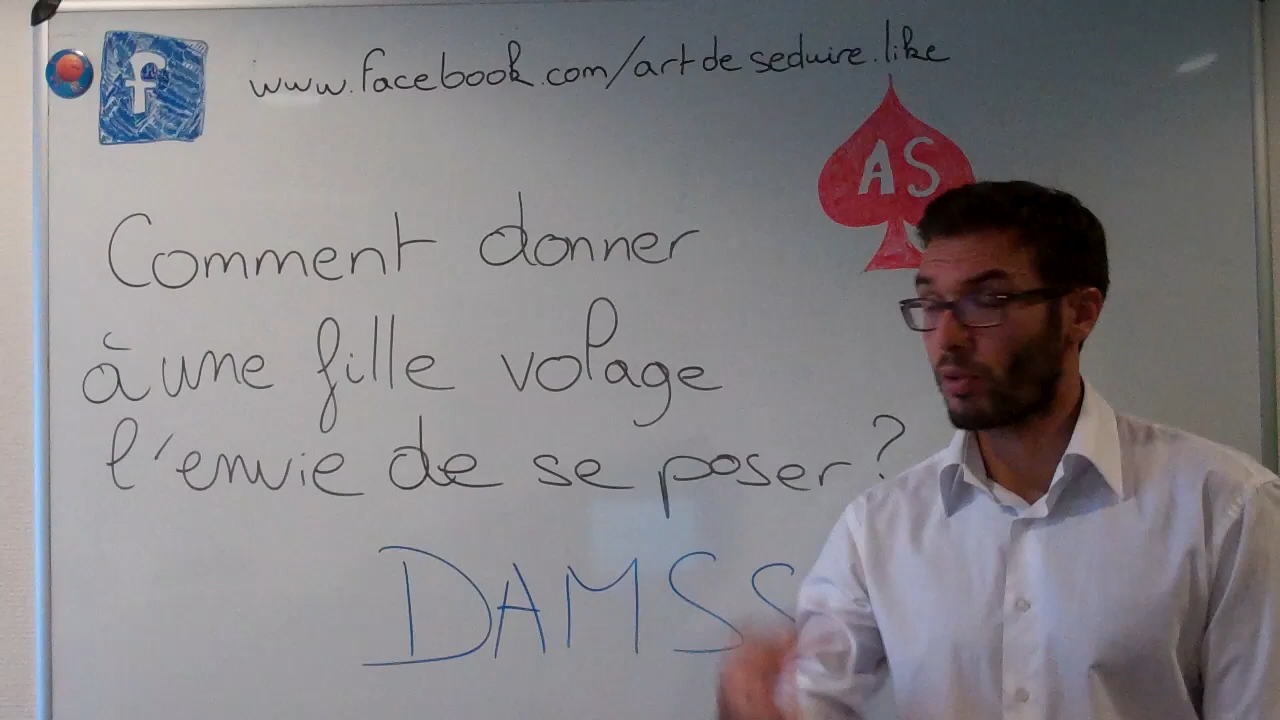 f www.facebook.com/artdeseduire.like
AS
Comment donner
à une fille volage
l'envie de se poser?
DAMSS